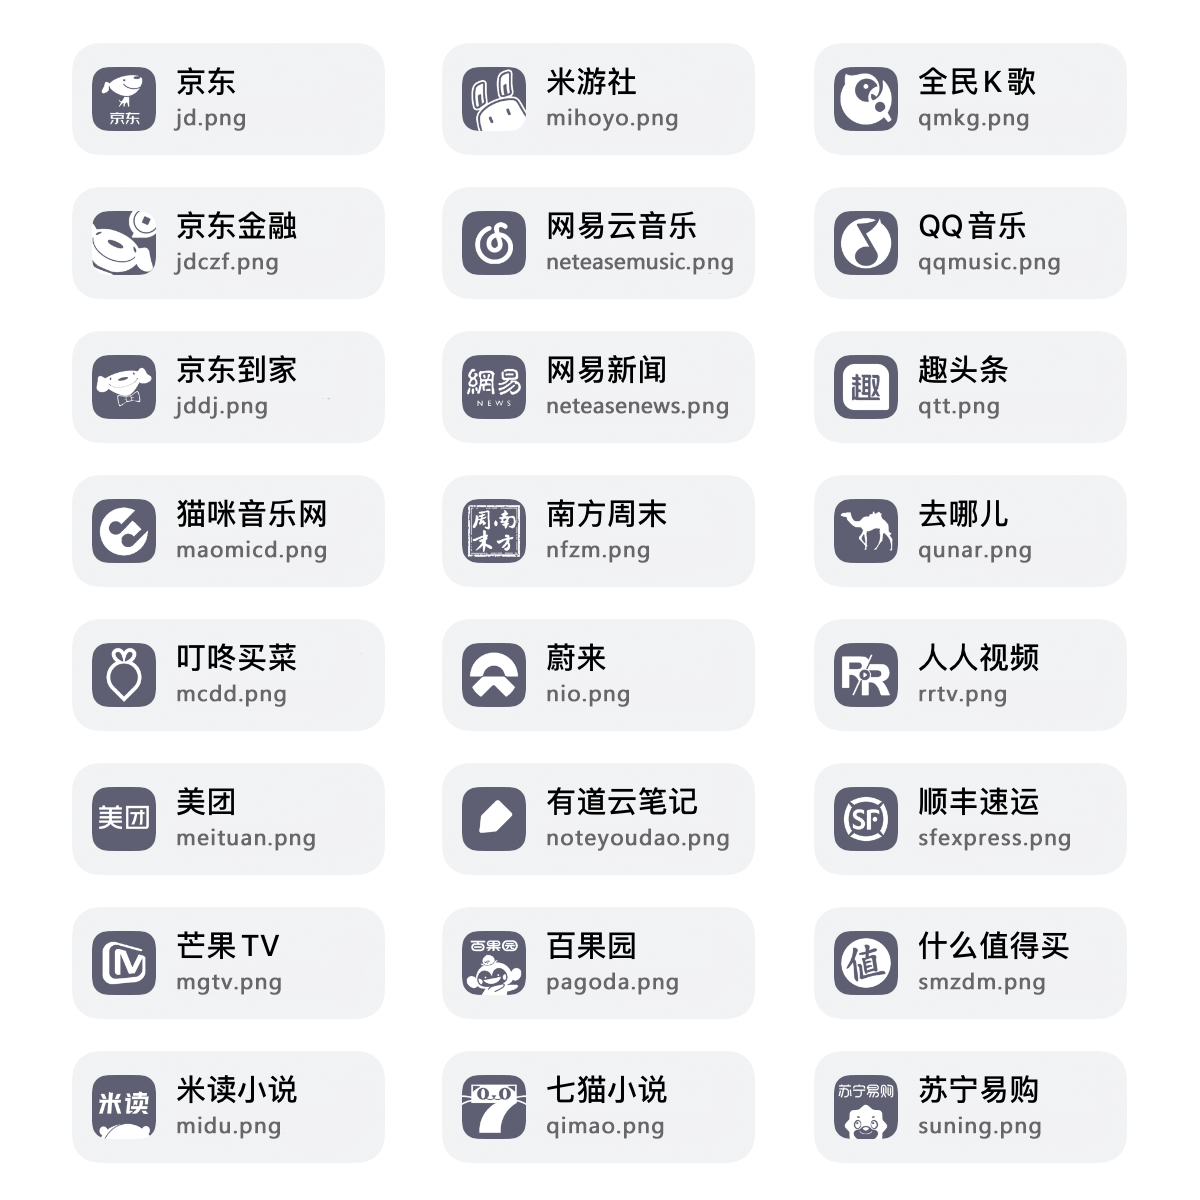 京东
京东
jd.png
米游社
mihoyo.png
全民K歌
qmkg.png
京东金融
jdczf.png
网易云音乐
neteasemusic.png
QQ音乐
qqmusic.png
京东到家
jddj.png
網易
NEWS
网易新闻
neteasenews.png
趣
趣头条
qtt.png
猫咪音乐网
maomicd.png
南方
周末
南方周末
nfzm.png
去哪儿
qunar.png
叮咚买菜
mcdd.png
蔚来
nio.png
RR
人人视频
rrtv.png
美团
美团
meituan.png
有道云笔记
noteyoudao.png
SF
顺丰速运
sfexpress.png
芒果TV
mgtv.png
百果园
百果园
pagoda.png
值
什么值得买
smzdm.png
米读
米读小说
midu.png
七猫小说
qimao.png
苏宁易购
苏宁易购
suning.png